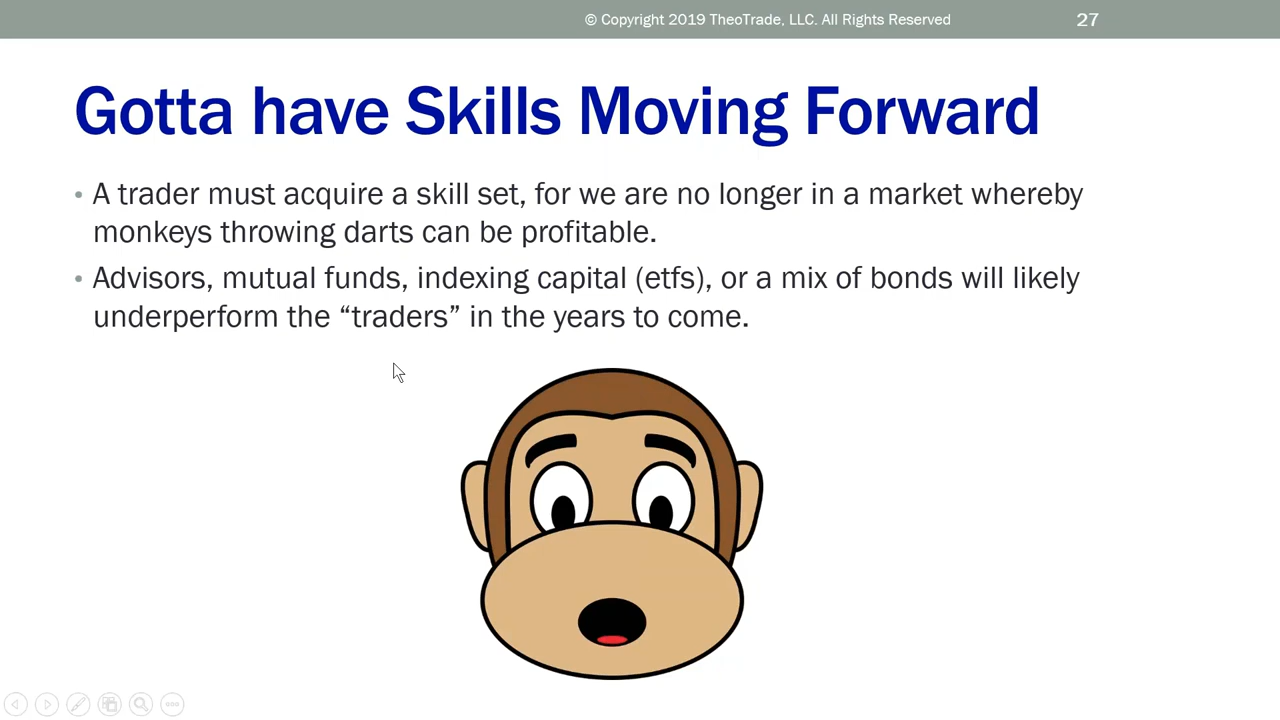 © Copyright 2019 TheoTrade, LLC. All Rights Reserved 27
Gotta have Skills Moving Forward
• A trader must acquire a skill set, for we are no longer in a market whereby
monkeys throwing darts can be profitable.
• Advisors, mutual funds, indexing capital (etfs), or a mix of bonds will likely
underperform the “traders” in the years to come.